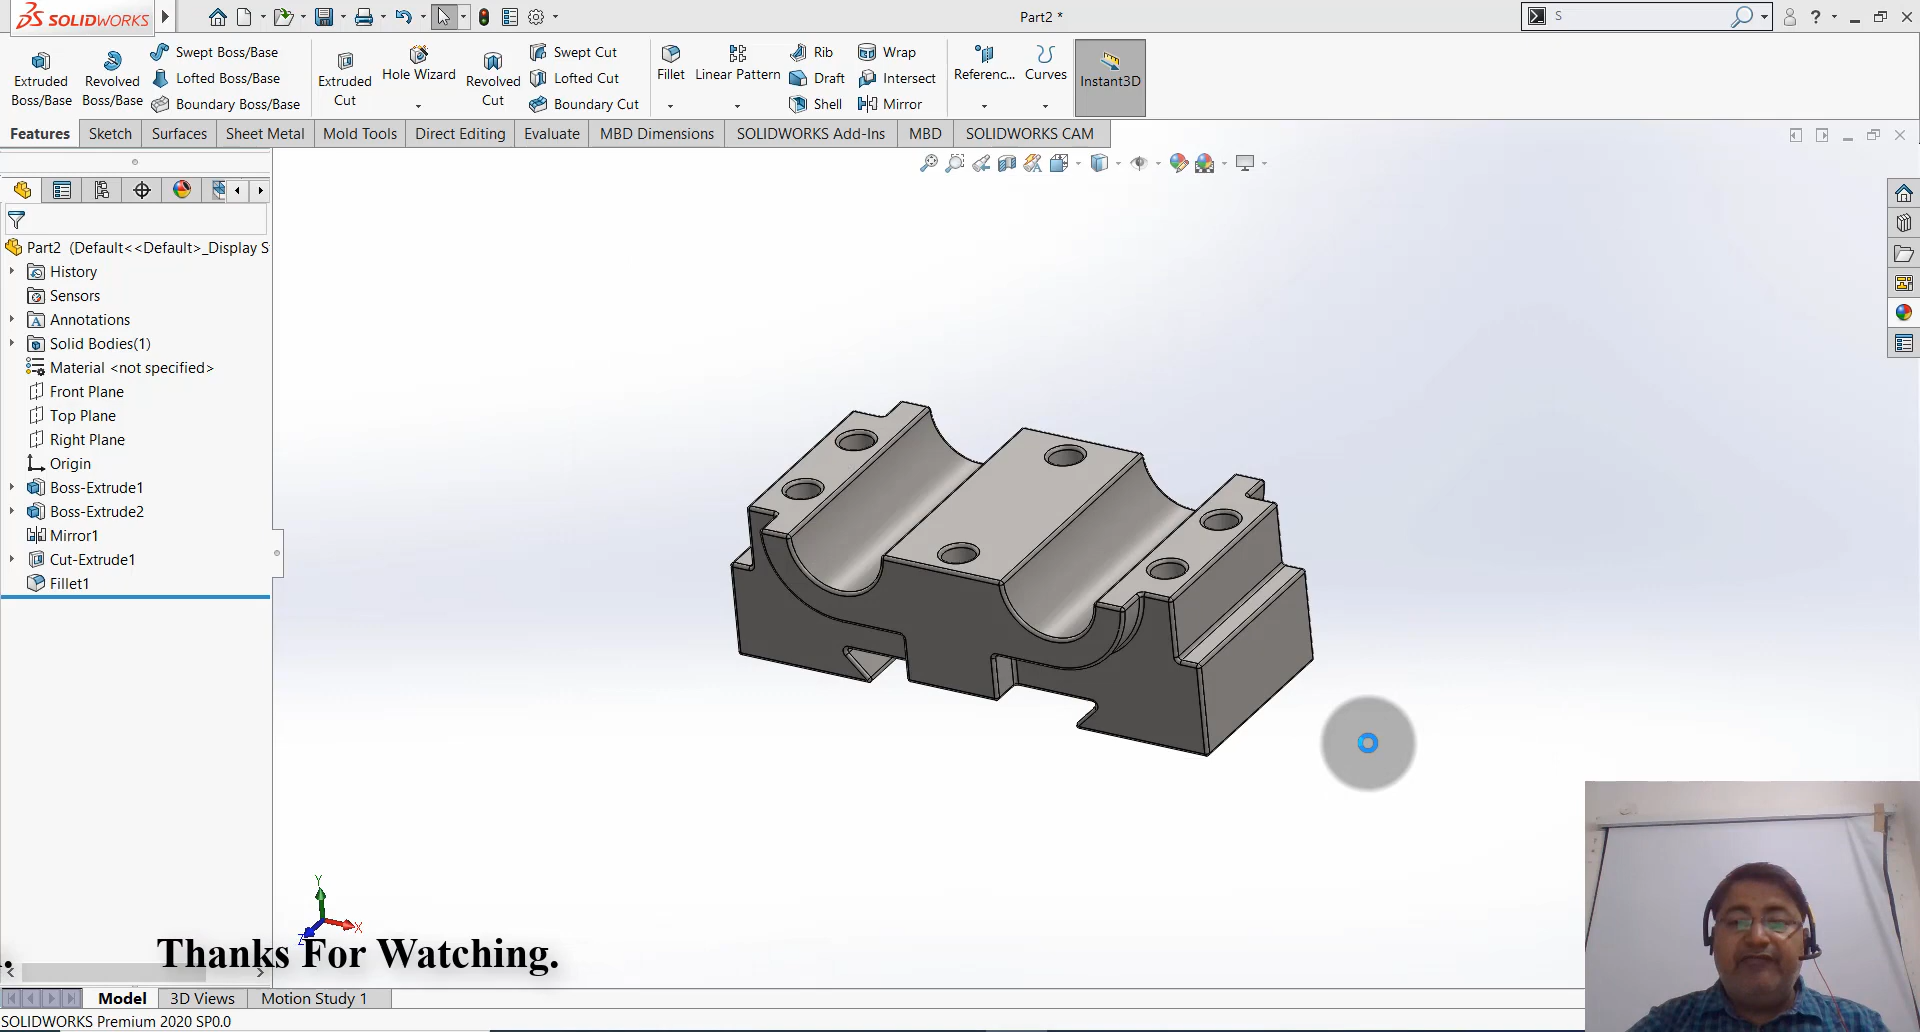 SOLIDWORKS
Part2 *
S
Extruded Boss/Base
Revolved Boss/Base
Swept Boss/Base
Lofted Boss/Base
Boundary Boss/Base
Extruded Cut
Hole Wizard
Revolved Cut
Swept Cut
Lofted Cut
Boundary Cut
Fillet
Linear Pattern
Rib
Draft
Shell
Wrap
Intersect
Mirror
Referenc...
Curves
Instant3D
Features
Sketch
Surfaces
Sheet Metal
Mold Tools
Direct Editing
Evaluate
MBD Dimensions
SOLIDWORKS Add-Ins
MBD
SOLIDWORKS CAM
Part2 (Default<<Default>_Display S
History
Sensors
Annotations
Solid Bodies(1)
Material <not specified>
Front Plane
Top Plane
Right Plane
Origin
Boss-Extrude1
Boss-Extrude2
Mirror1
Cut-Extrude1
Fillet1
Y
X
Z
Thanks For Watching.
Model
3D Views
Motion Study 1
SOLIDWORKS Premium 2020 SP0.0